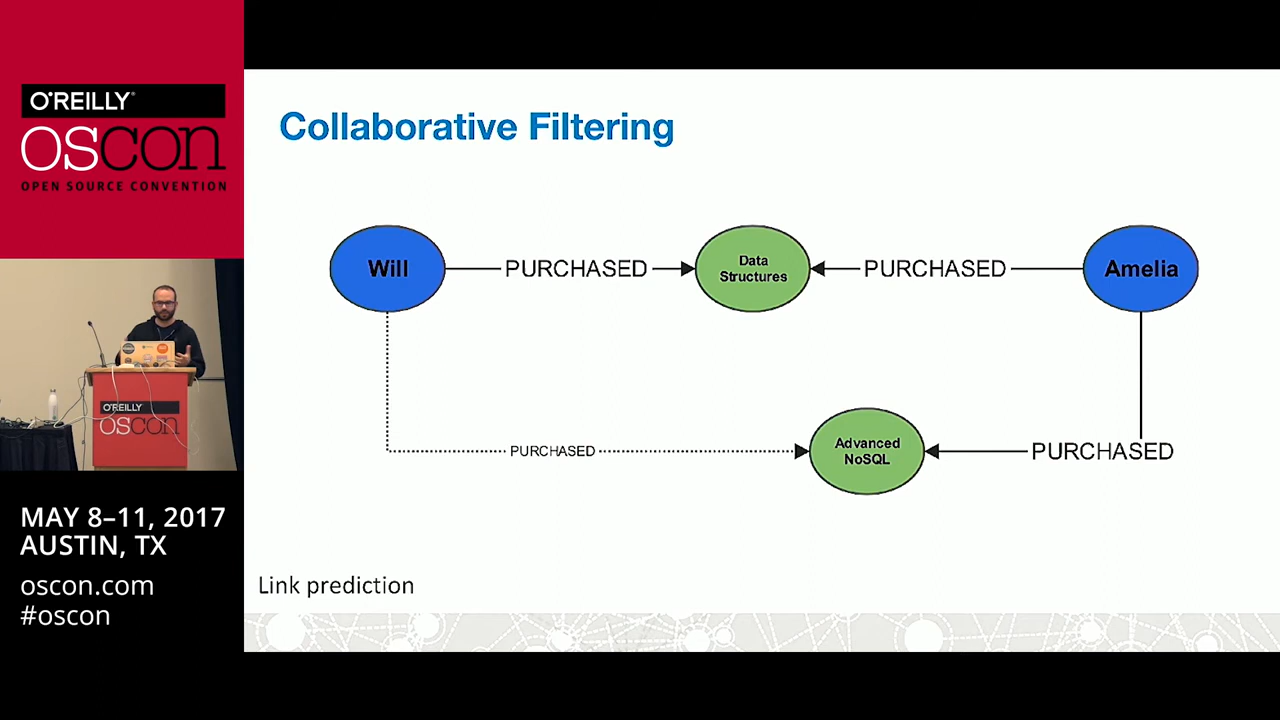 O'REILLY®
OSCON
OPEN SOURCE CONVENTION
Collaborative Filtering
Will
PURCHASED
Data
Structures
PURCHASED
Amelia
PURCHASED
Advanced
NoSQL
PURCHASED
Link prediction
O'REILLY
OSCON
MAY 8–11, 2017
AUSTIN, TX
oscon.com
#oscon